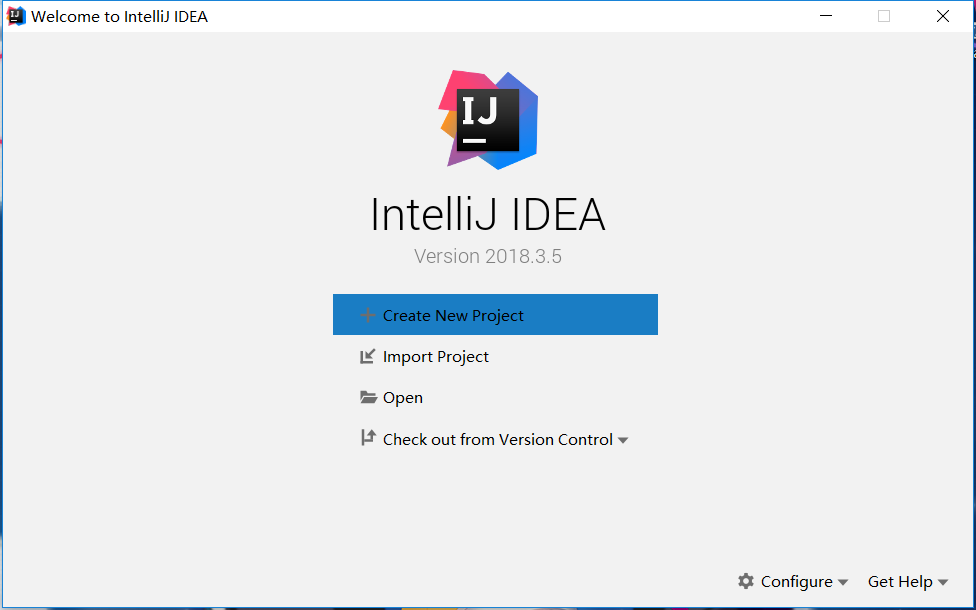 Welcome to IntelliJ IDEA
IJ
IntelliJ IDEA
Version 2018.3.5
Create New Project
Import Project
Open
Check out from Version Control
Configure
Get Help